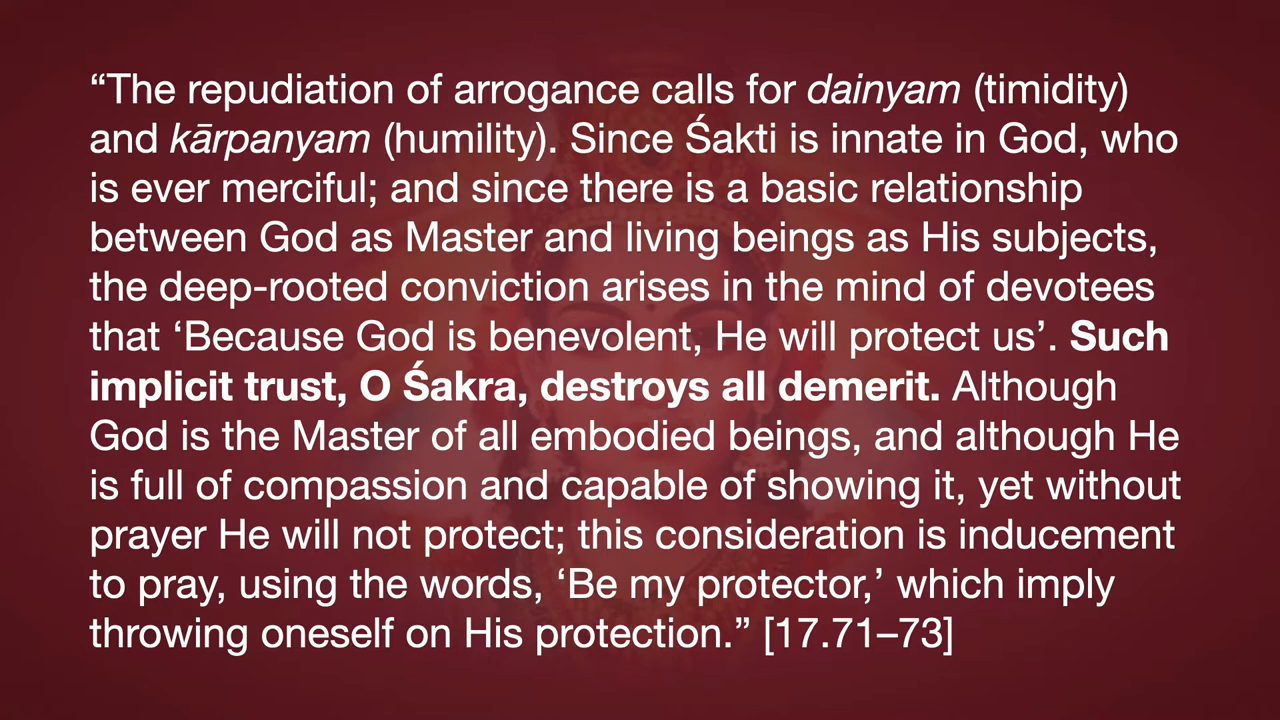 “The repudiation of arrogance calls for dainyam (timidity)
and kārpanyam (humility). Since Śakti is innate in God, who
is ever merciful; and since there is a basic relationship
between God as Master and living beings as His subjects,
the deep-rooted conviction arises in the mind of devotees
that ‘Because God is benevolent, He will protect us’. Such
implicit trust, O Śakra, destroys all demerit. Although
God is the Master of all embodied beings, and although He
is full of compassion and capable of showing it, yet without
prayer He will not protect; this consideration is inducement
to pray, using the words, ‘Be my protector,’ which imply
throwing oneself on His protection.” [17.71–73]